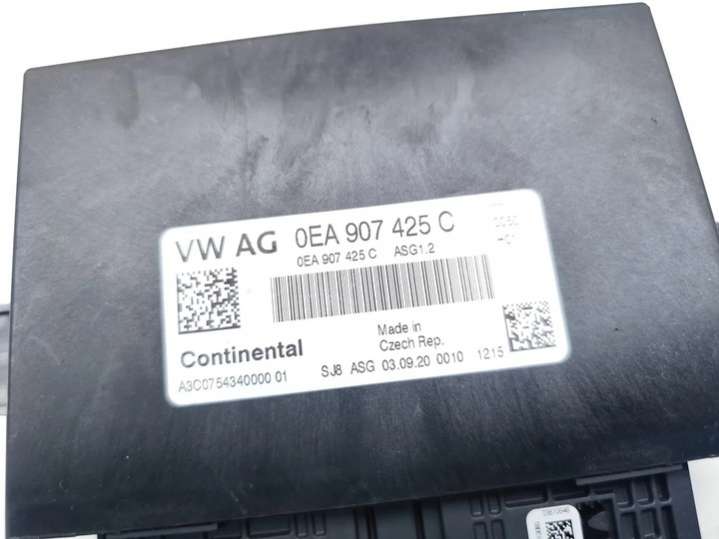 VW AG 0EA 907 425 C
0EA 907 425 C ASG1.2
H01
Made in
Czech Rep.
Continental
A3C0754340000 01
SJ8 ASG 03.09.20 0010 1215